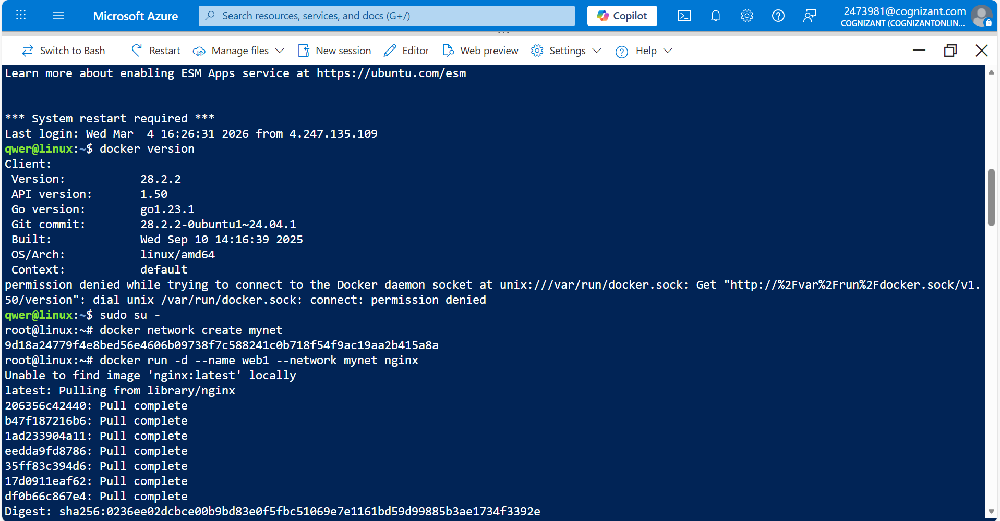 Microsoft Azure
Search resources, services, and docs (G+/)
Copilot
2473981@cognizant.com
COGNIZANT (COGNIZANTONLIN...
Switch to Bash
Restart
Manage files
New session
Editor
Web preview
Settings
Help
Learn more about enabling ESM Apps service at https://ubuntu.com/esm
*** System restart required ***
Last login: Wed Mar  4 16:26:31 2026 from 4.247.135.109
qwer@linux:~$ docker version
Client:
 Version:           28.2.2
 API version:       1.50
 Go version:        go1.23.1
 Git commit:        28.2.2-0ubuntu1~24.04.1
 Built:             Wed Sep 10 14:16:39 2025
 OS/Arch:           linux/amd64
 Context:           default
permission denied while trying to connect to the Docker daemon socket at unix:///var/run/docker.sock: Get "http://%2Fvar%2Frun%2Fdocker.sock/v1.
50/version": dial unix /var/run/docker.sock: connect: permission denied
qwer@linux:~$ sudo su -
root@linux:~# docker network create mynet
9d18a24779f4e8bed56e4606b09738f7c588241c0b718f54f9ac19aa2b415a8a
root@linux:~# docker run -d --name web1 --network mynet nginx
Unable to find image 'nginx:latest' locally
latest: Pulling from library/nginx
206356c42440: Pull complete
b47f187216b6: Pull complete
1ad233904a11: Pull complete
eedda9fd8786: Pull complete
35ff83c394d6: Pull complete
17d0911eaf62: Pull complete
df0b66c867e4: Pull complete
Digest: sha256:0236ee02dcbce00b9bd83e0f5fbc51069e7e1161bd59d99885b3ae1734f3392e